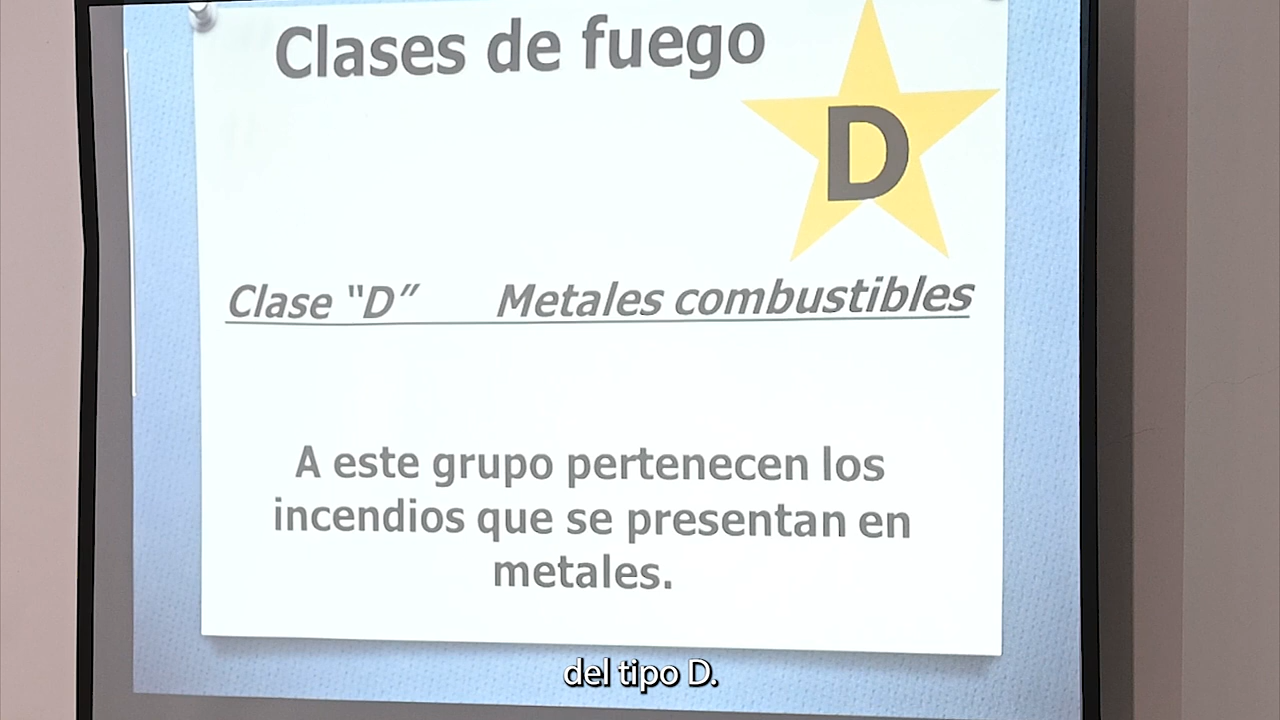 Clases de fuego
D
Clase “D” Metales combustibles
A este grupo pertenecen los
incendios que se presentan en
metales.
del tipo D.